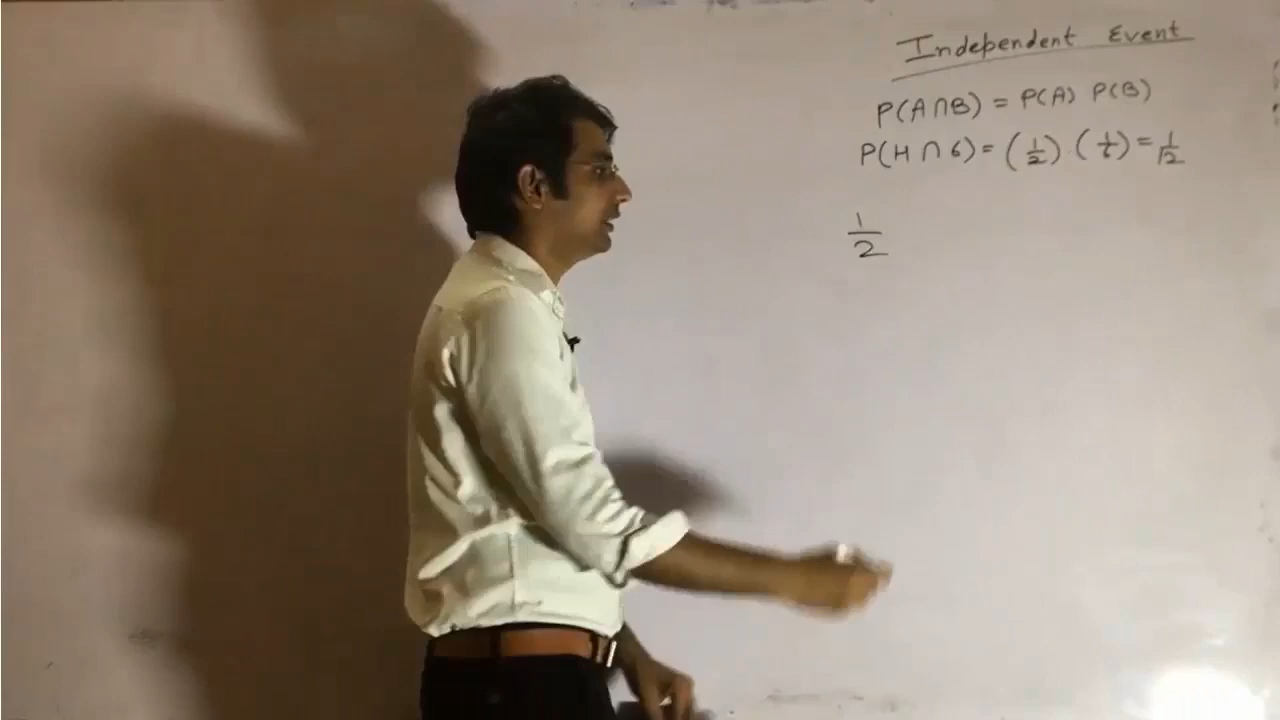 Independent Event
P(A∩B) = P(A) P(B)
P(H∩6) = (1/2) (1/6) = 1/12
1/2